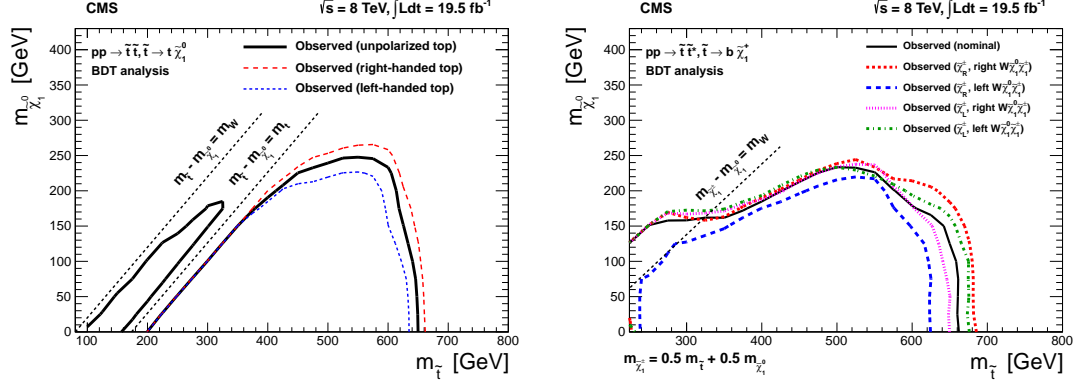 CMS
√s = 8 TeV, ∫Ldt = 19.5 fb⁻¹
pp → t̃ t̃, t̃ → t χ̃₁⁰
BDT analysis
Observed (unpolarized top)
Observed (right-handed top)
Observed (left-handed top)
m_t̃ - m_χ̃₁⁰ = m_W
m_t̃ - m_χ̃₁⁰ = m_t
m_χ̃₁⁰ [GeV]
400
350
300
250
200
150
100
50
0
100 200 300 400 500 600 700 800
m_t̃ [GeV]
CMS
√s = 8 TeV, ∫Ldt = 19.5 fb⁻¹
pp → t̃ t̃*, t̃ → b χ̃₁⁺
BDT analysis
Observed (nominal)
Observed (χ̃_R^±, right Wχ̃₁⁰χ̃₁^±)
Observed (χ̃_R^±, left Wχ̃₁⁰χ̃₁^±)
Observed (χ̃_L^±, right Wχ̃₁⁰χ̃₁^±)
Observed (χ̃_L^±, left Wχ̃₁⁰χ̃₁^±)
m_χ̃₁^± - m_χ̃₁⁰ = m_W
m_χ̃₁⁰ [GeV]
400
350
300
250
200
150
100
50
0
300 400 500 600 700 800
m_t̃ [GeV]
m_χ̃₁^± = 0.5 m_t̃ + 0.5 m_χ̃₁⁰